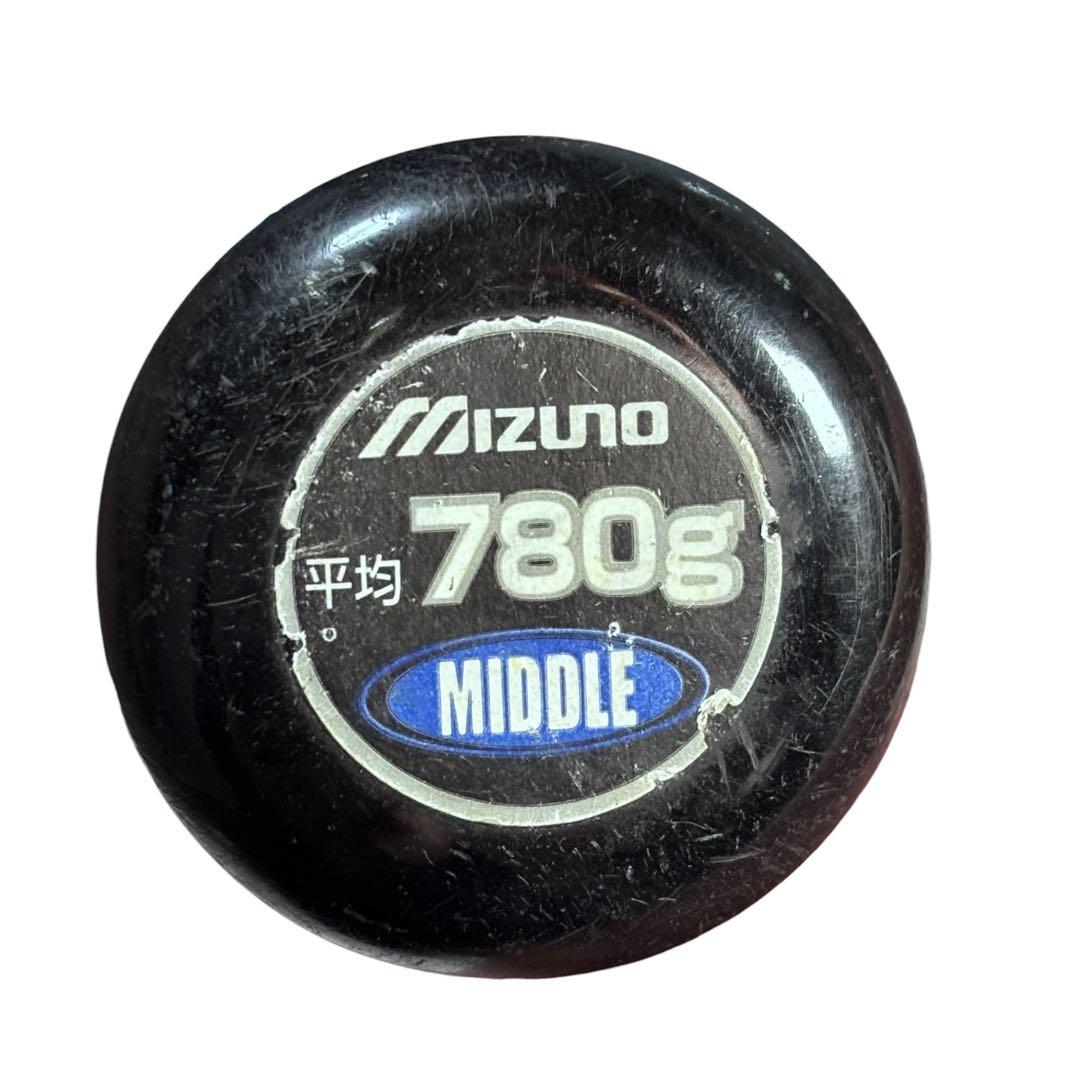 MIZUNO
平均 780g
MIDDLE